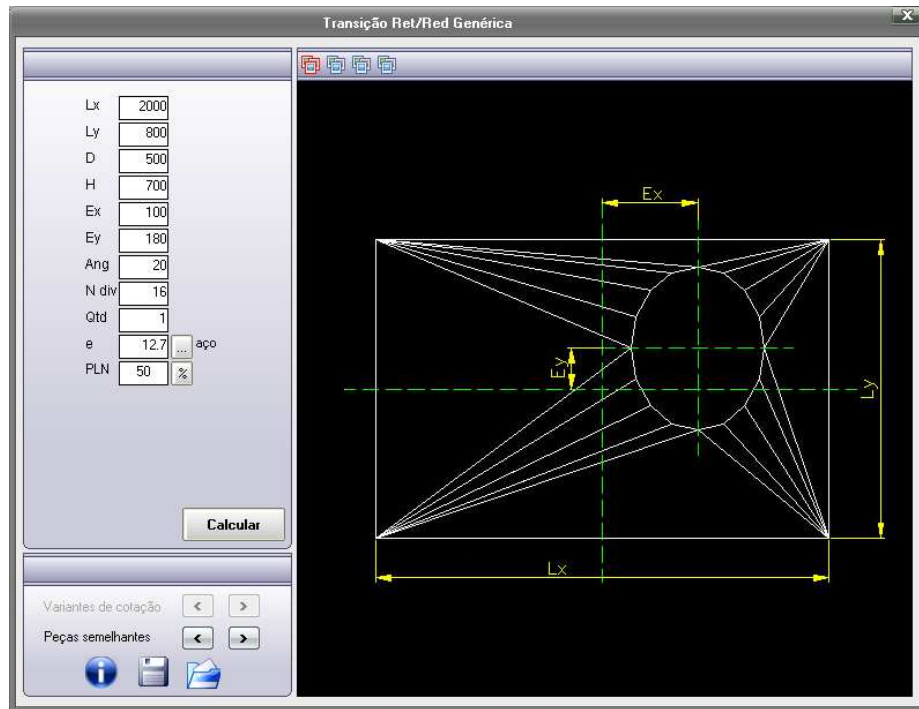 Transição Ret/Red Genérica
Lx 2000
Ly 800
D 500
H 700
Ex 100
Ey 180
Ang 20
N div 16
Qtd 1
e 12.7 ... aço
PLN 50 %
Calcular
Variantes de cotação < >
Peças semelhantes < >
Ex
Ey
Ly
Lx